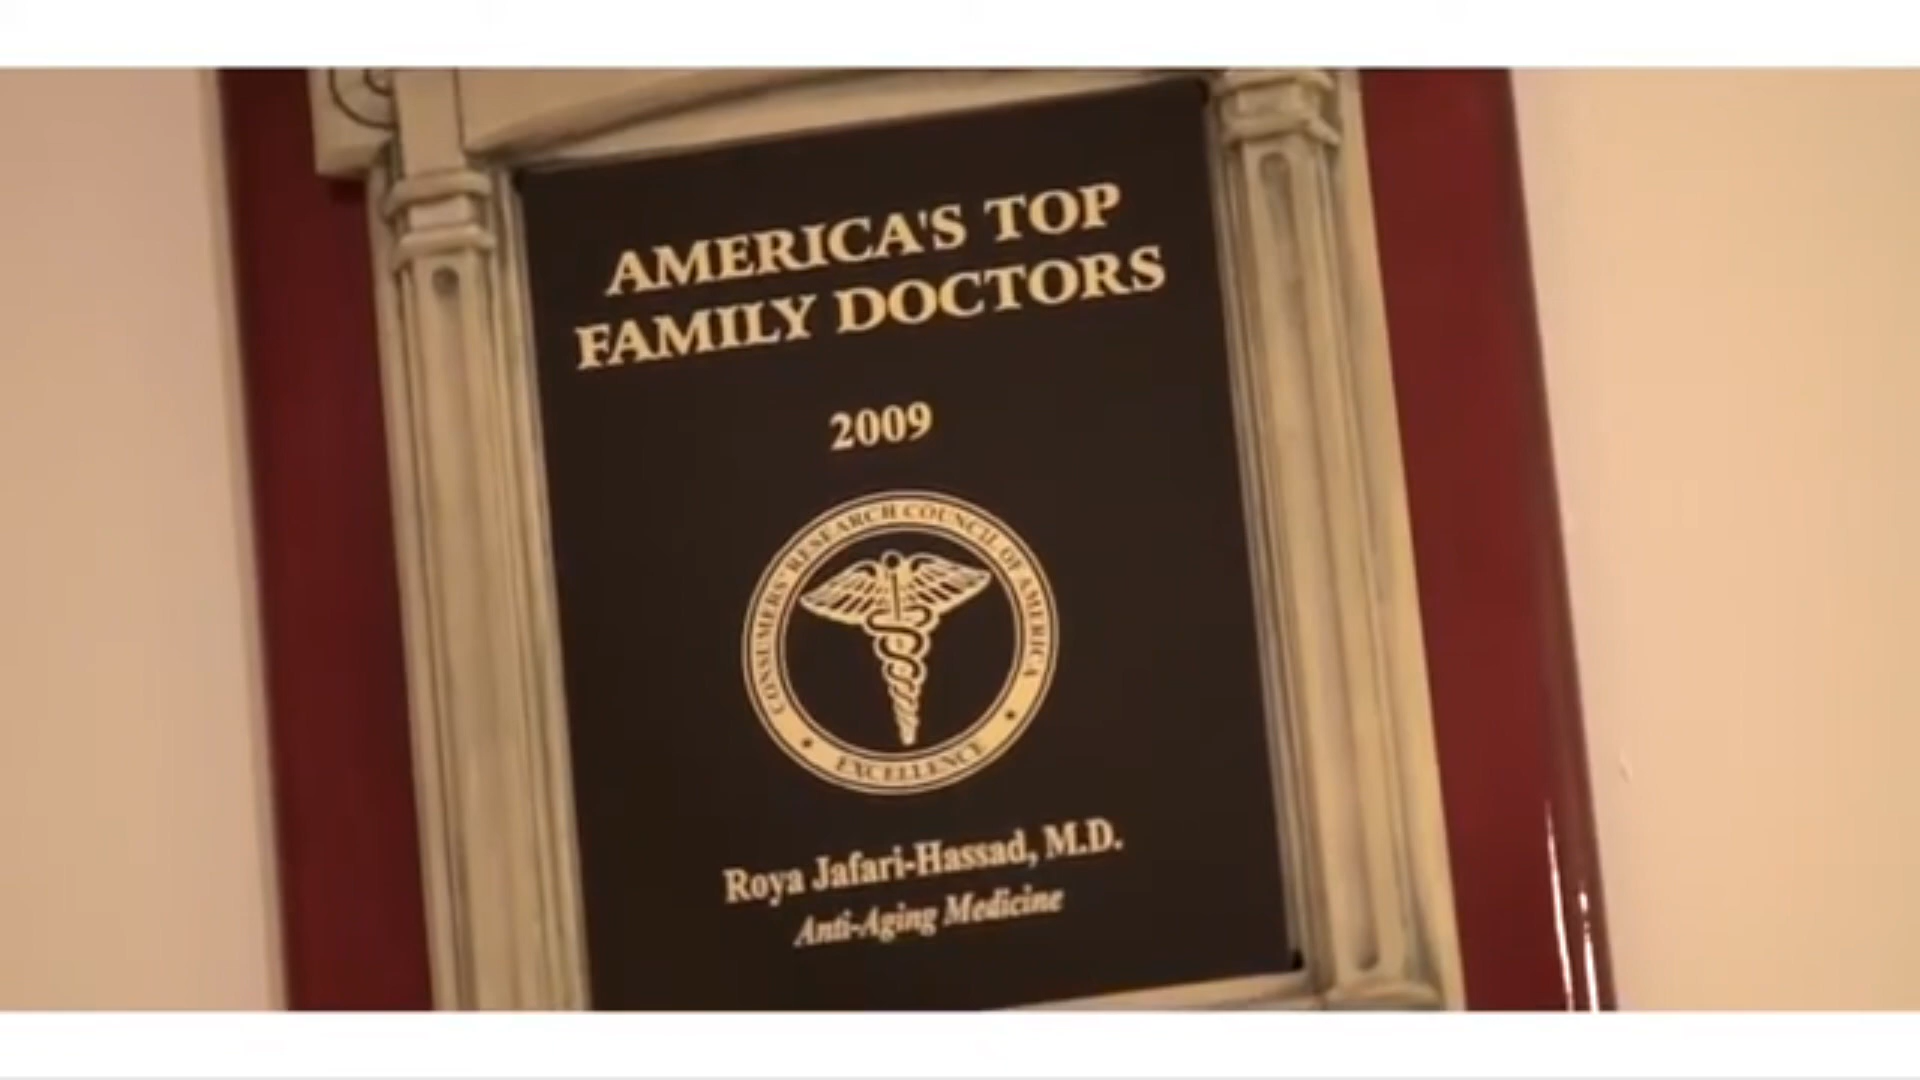 AMERICA'S TOP
FAMILY DOCTORS
2009
CONSUMERS' RESEARCH COUNCIL OF AMERICA
EXCELLENCE
Roya Jafari-Hassad, M.D.
Anti-Aging Medicine